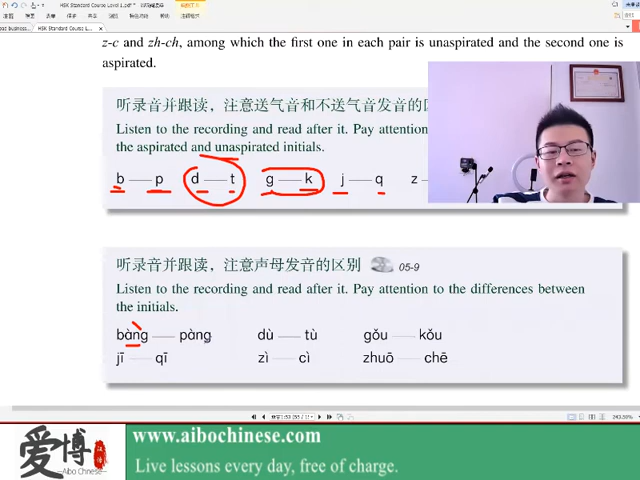 HSK Standard Course Level 1.pdf
HSK Standard Course L
z-c and zh-ch, among which the first one in each pair is unaspirated and the second one is
aspirated.
听录音并跟读，注意送气音和不送气音发音的区
Listen to the recording and read after it. Pay attention
the aspirated and unaspirated initials.
b — p d — t g — k j — q z —
听录音并跟读，注意声母发音的区别 05-9
Listen to the recording and read after it. Pay attention to the differences between
the initials.
bàng — pàng dù — tù gǒu — kǒu
jī — qī zì — cì zhuō — chē
爱博 汉语
Aibo Chinese
www.aibochinese.com
Live lessons every day, free of charge.